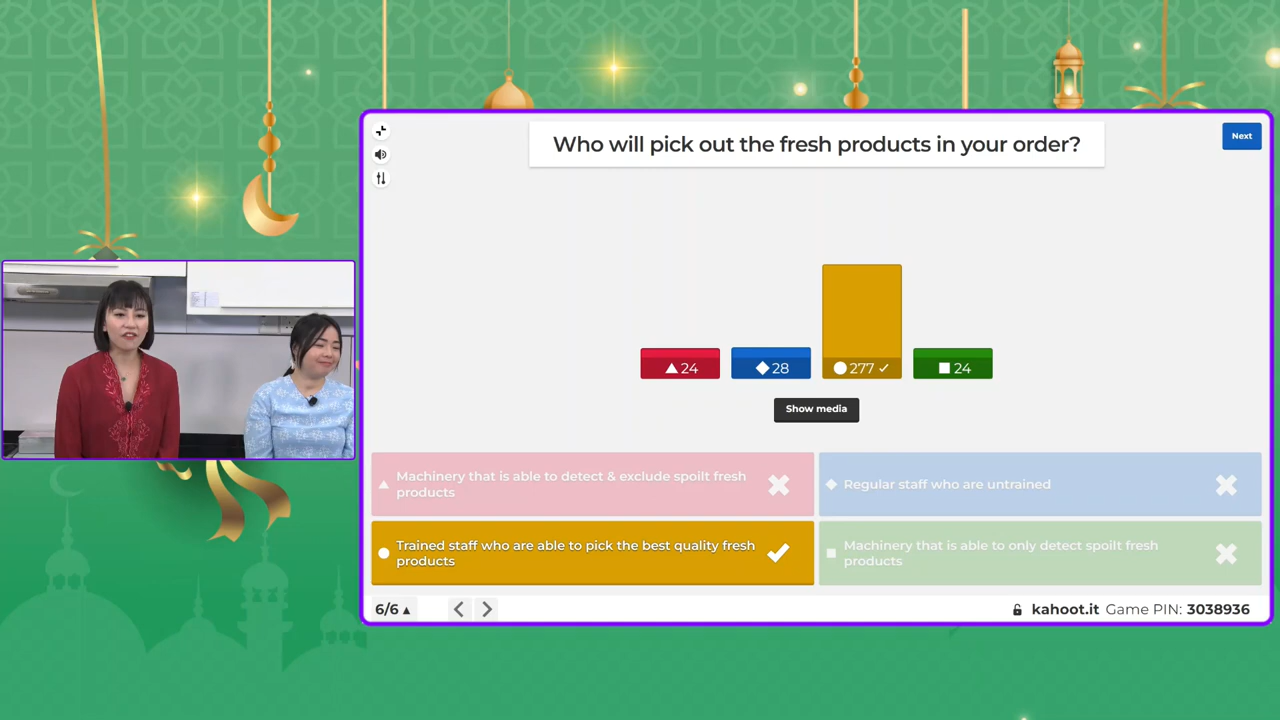 Who will pick out the fresh products in your order?
Next
24
28
277
24
Show media
Machinery that is able to detect & exclude spoilt fresh
products
Regular staff who are untrained
Trained staff who are able to pick the best quality fresh
products
Machinery that is able to only detect spoilt fresh
products
6/6
kahoot.it Game PIN: 3038936